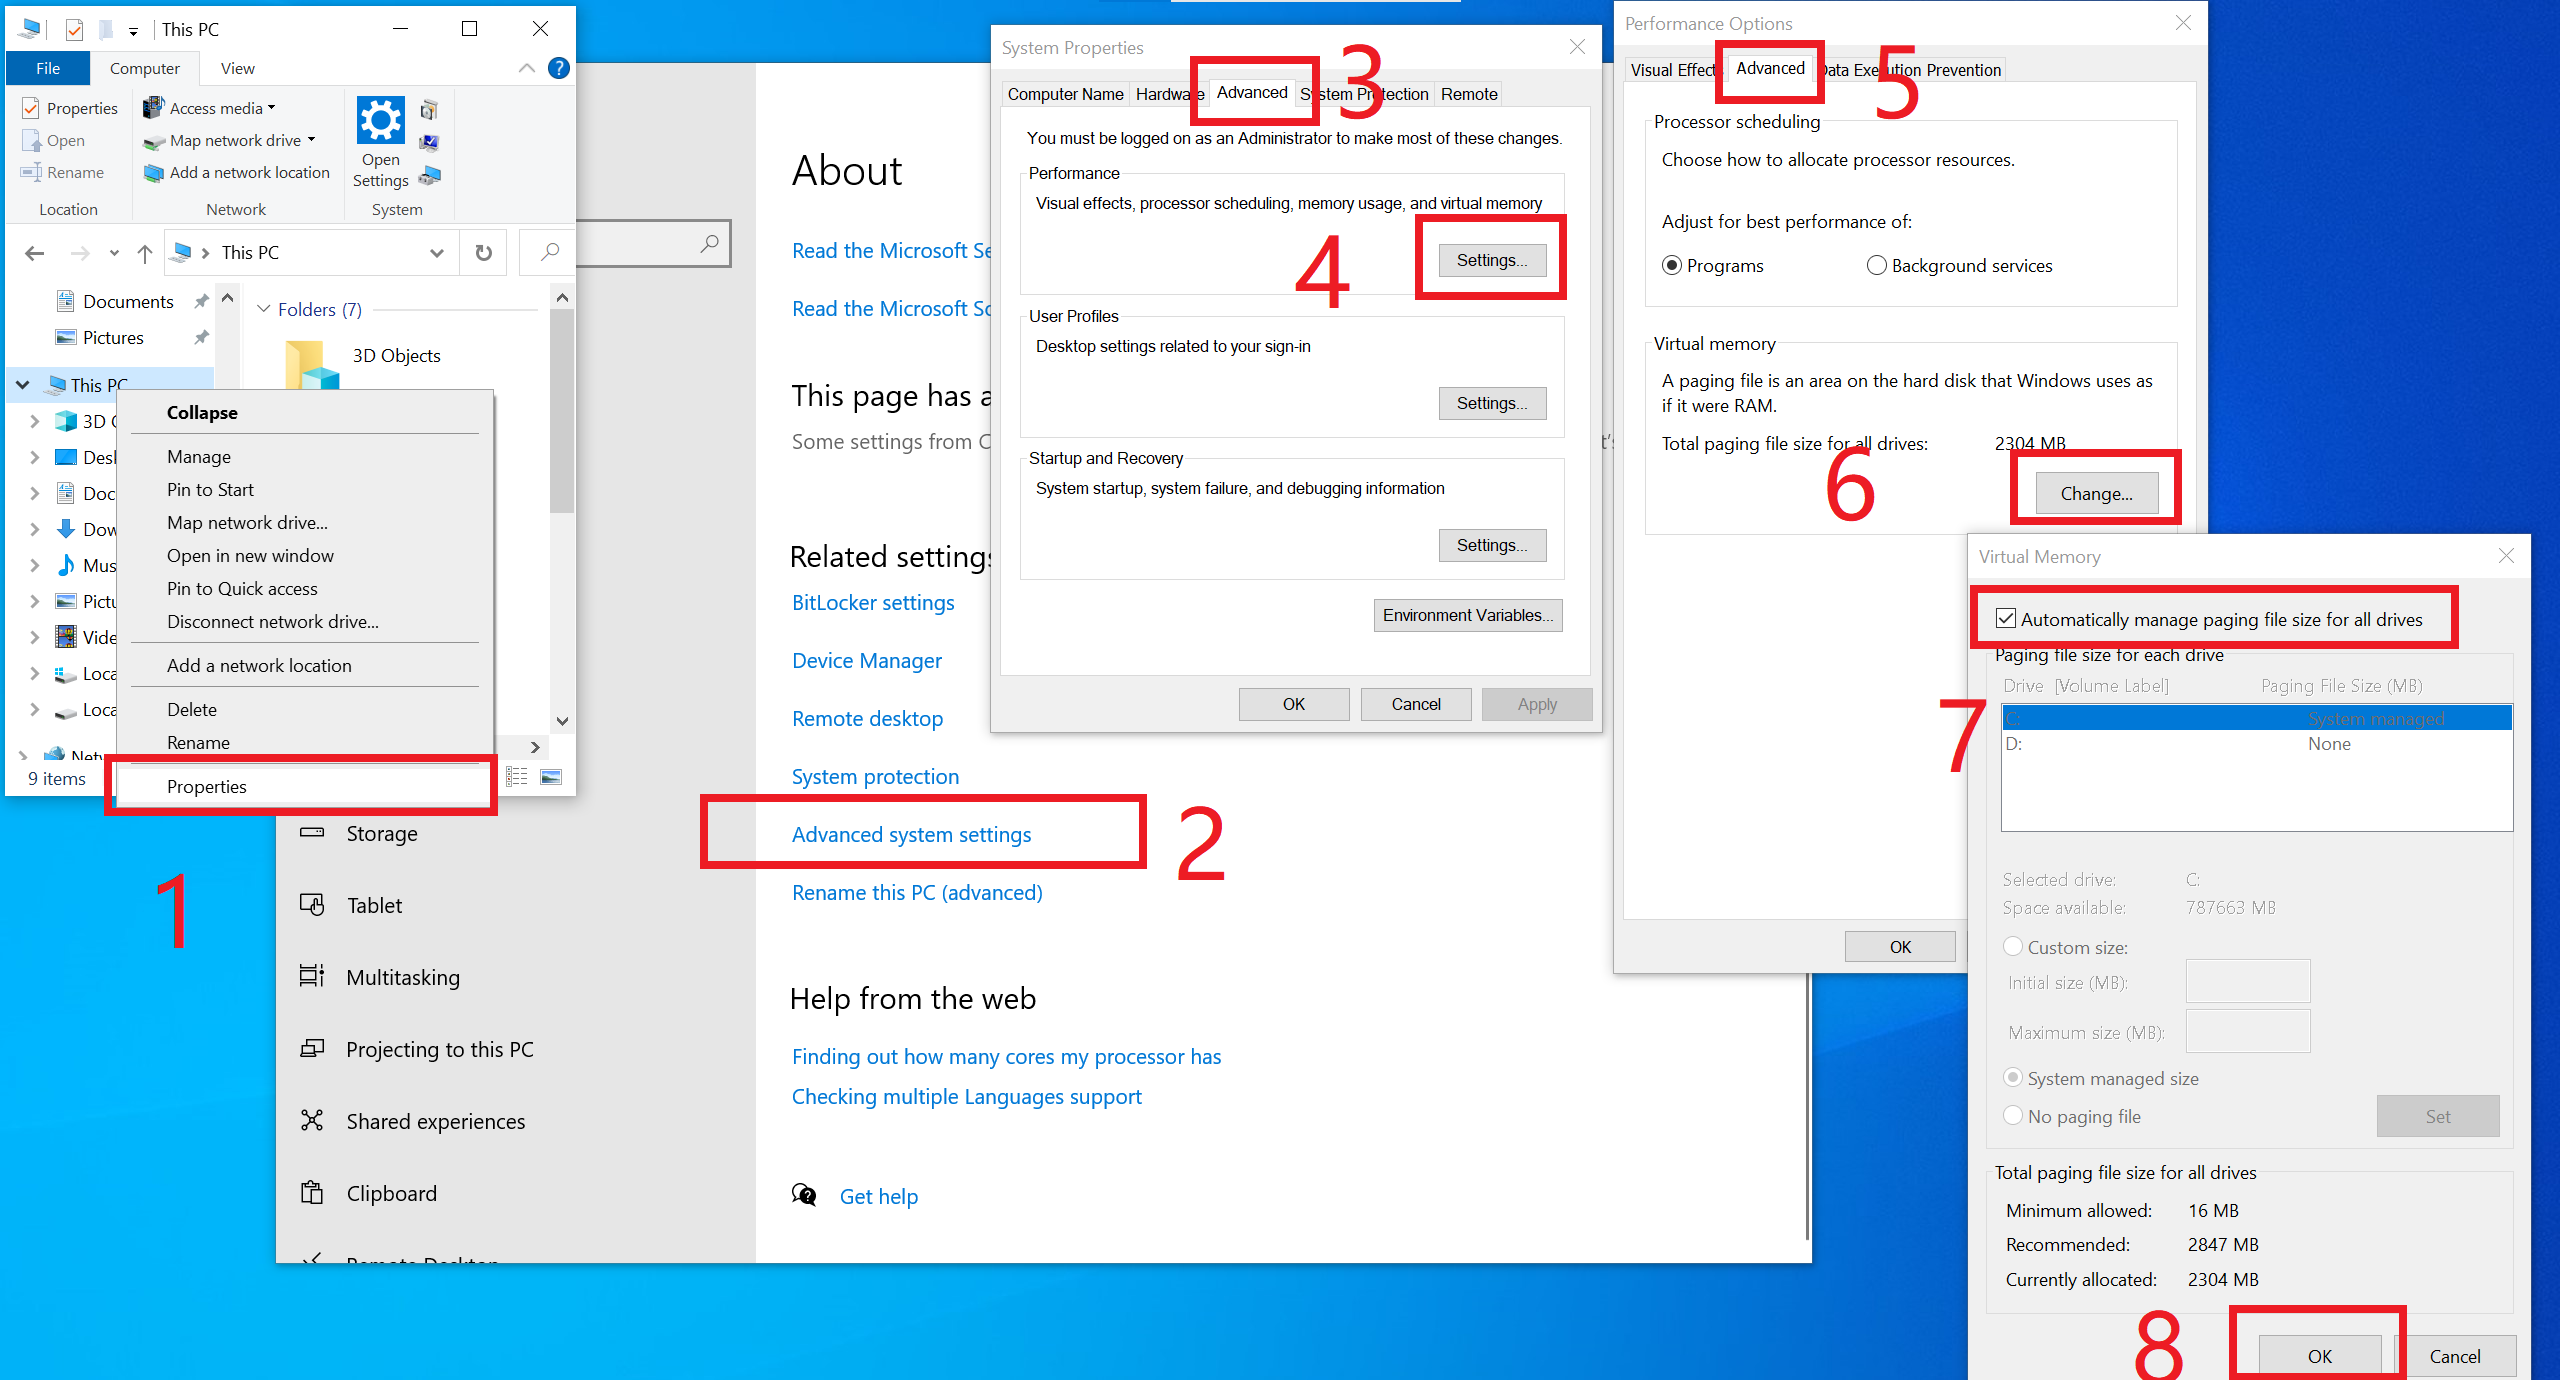 This PC
File
Computer
View
Properties
Open
Rename
Location
Access media
Map network drive
Add a network location
Network
Open
Settings
System
This PC
Documents
Pictures
This PC
Folders (7)
3D Objects
Collapse
Manage
Pin to Start
Map network drive...
Open in new window
Pin to Quick access
Disconnect network drive...
Add a network location
Delete
Rename
Properties
9 items
1
Storage
Tablet
Multitasking
Projecting to this PC
Shared experiences
Clipboard
Remote Desktop
About
Read the Microsoft
Read the Microsoft
This page has a
Some settings from
Related settings
BitLocker settings
Device Manager
Remote desktop
System protection
Advanced system settings
2
Rename this PC (advanced)
Help from the web
Finding out how many cores my processor has
Checking multiple Languages support
Get help
System Properties
3
Computer Name
Hardware
Advanced
System Protection
Remote
You must be logged on as an Administrator to make most of these changes.
Performance
Visual effects, processor scheduling, memory usage, and virtual memory
4
Settings...
User Profiles
Desktop settings related to your sign-in
Settings...
Startup and Recovery
System startup, system failure, and debugging information
Settings...
Environment Variables...
OK
Cancel
Apply
Performance Options
Visual Effects
Advanced
Data Execution Prevention
5
Processor scheduling
Choose how to allocate processor resources.
Adjust for best performance of:
Programs
Background services
Virtual memory
A paging file is an area on the hard disk that Windows uses as
if it were RAM.
Total paging file size for all drives: 2304 MB
6
Change...
OK
Virtual Memory
Automatically manage paging file size for all drives
Paging file size for each drive
Drive [Volume Label] Paging File Size (MB)
7
C: System managed
D: None
Selected drive: C:
Space available: 787663 MB
Custom size:
Initial size (MB):
Maximum size (MB):
System managed size
No paging file
Set
Total paging file size for all drives
Minimum allowed: 16 MB
Recommended: 2847 MB
Currently allocated: 2304 MB
8
OK
Cancel